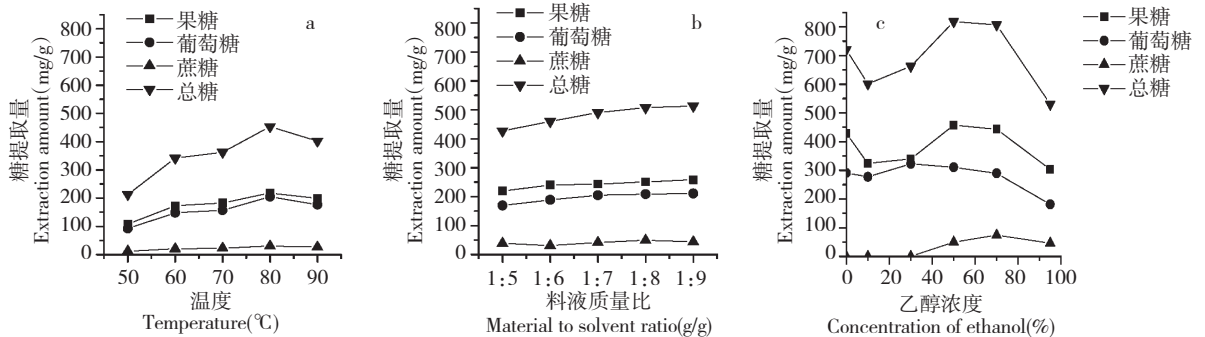 糖提取量
Extraction amount(mg/g)
800
700
600
500
400
300
200
100
0
果糖
葡萄糖
蔗糖
总糖
a
50 60 70 80 90
温度
Temperature(℃)
糖提取量
Extraction amount(mg/g)
800
700
600
500
400
300
200
100
0
果糖
葡萄糖
蔗糖
总糖
b
1:5 1:6 1:7 1:8 1:9
料液质量比
Material to solvent ratio(g/g)
糖提取量
Extraction amount(mg/g)
800
700
600
500
400
300
200
100
0
c
果糖
葡萄糖
蔗糖
总糖
0 20 40 60 80 100
乙醇浓度
Concentration of ethanol(%)